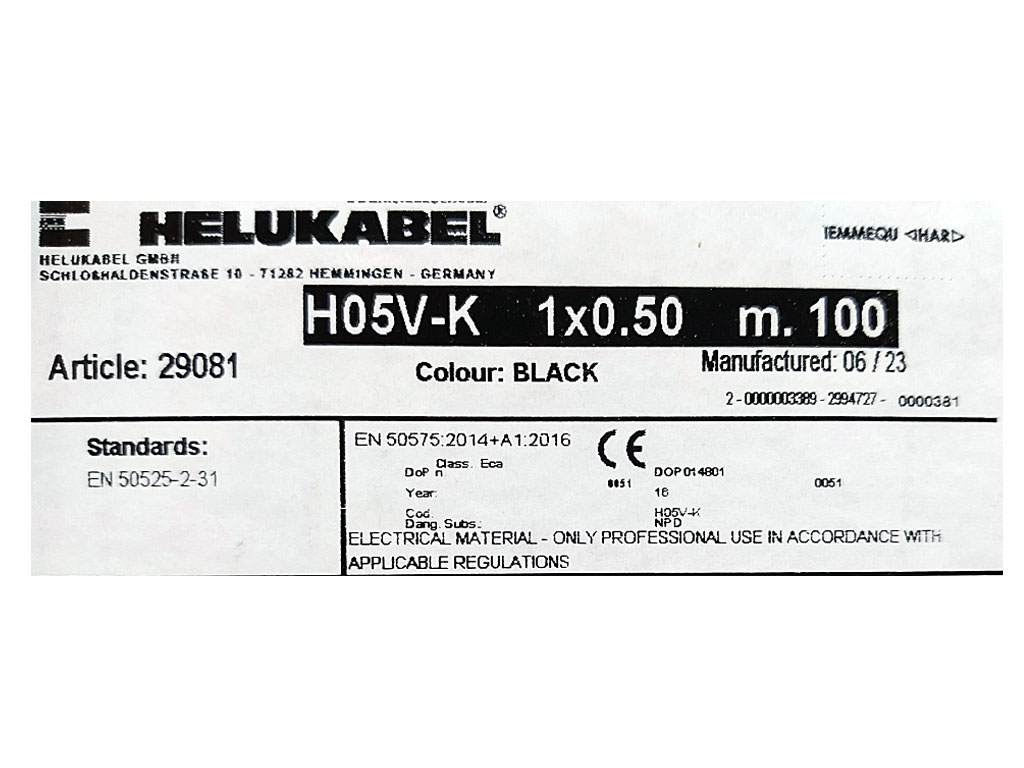 HELUKABEL®
IEMMEQU ◁HAR▷
HELUKABEL GMBH
SCHLOßHALDENSTRAßE 10 - 71282 HEMMINGEN - GERMANY
H05V-K 1x0.50 m. 100
Article: 29081 Colour: BLACK Manufactured: 06 / 23
2 - 0000003389 - 2994727 - 0000381
Standards:
EN 50525-2-31
EN 50575:2014+A1:2016 CE
Class. Eca
DoP n. DOP014801
0051 0051
Year: 16
Cod. H05V-K
Dang. Subs.: NPD
ELECTRICAL MATERIAL - ONLY PROFESSIONAL USE IN ACCORDANCE WITH
APPLICABLE REGULATIONS